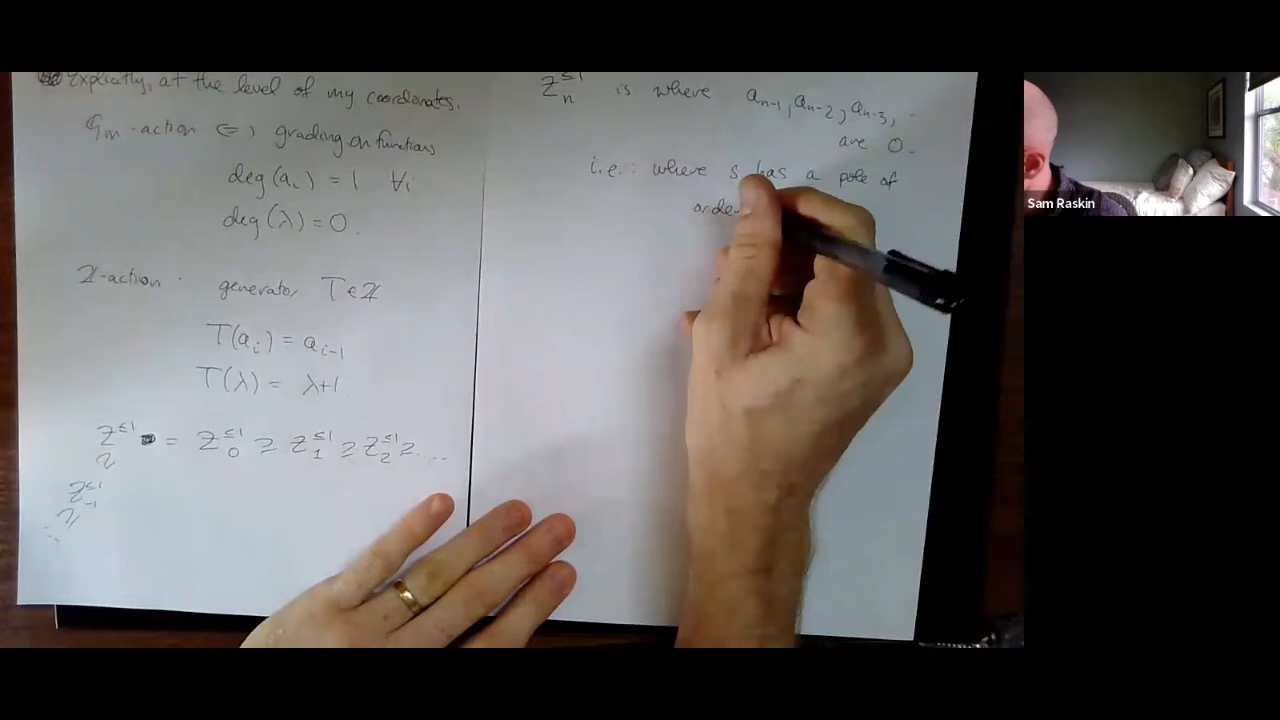 Explicitly, at the level of my coordinates.
𝔾m-action ⇔ grading on functions
deg(aᵢ) = 1 ∀i
deg(λ) = 0.
ℤ-action: generator T ∈ ℤ
T(aᵢ) = aᵢ₋₁
T(λ) = λ+1.
Z^≤1 = Z₀^≤1 ⊇ Z₁^≤1 ⊇ Z₂^≤1 ⊇ ...
Z₋₁^≤1
Zₙ^≤1 is where aₙ₋₁, aₙ₋₂, aₙ₋₃, ..
are 0.
i.e.: where s has a pole of
order
Sam Raskin